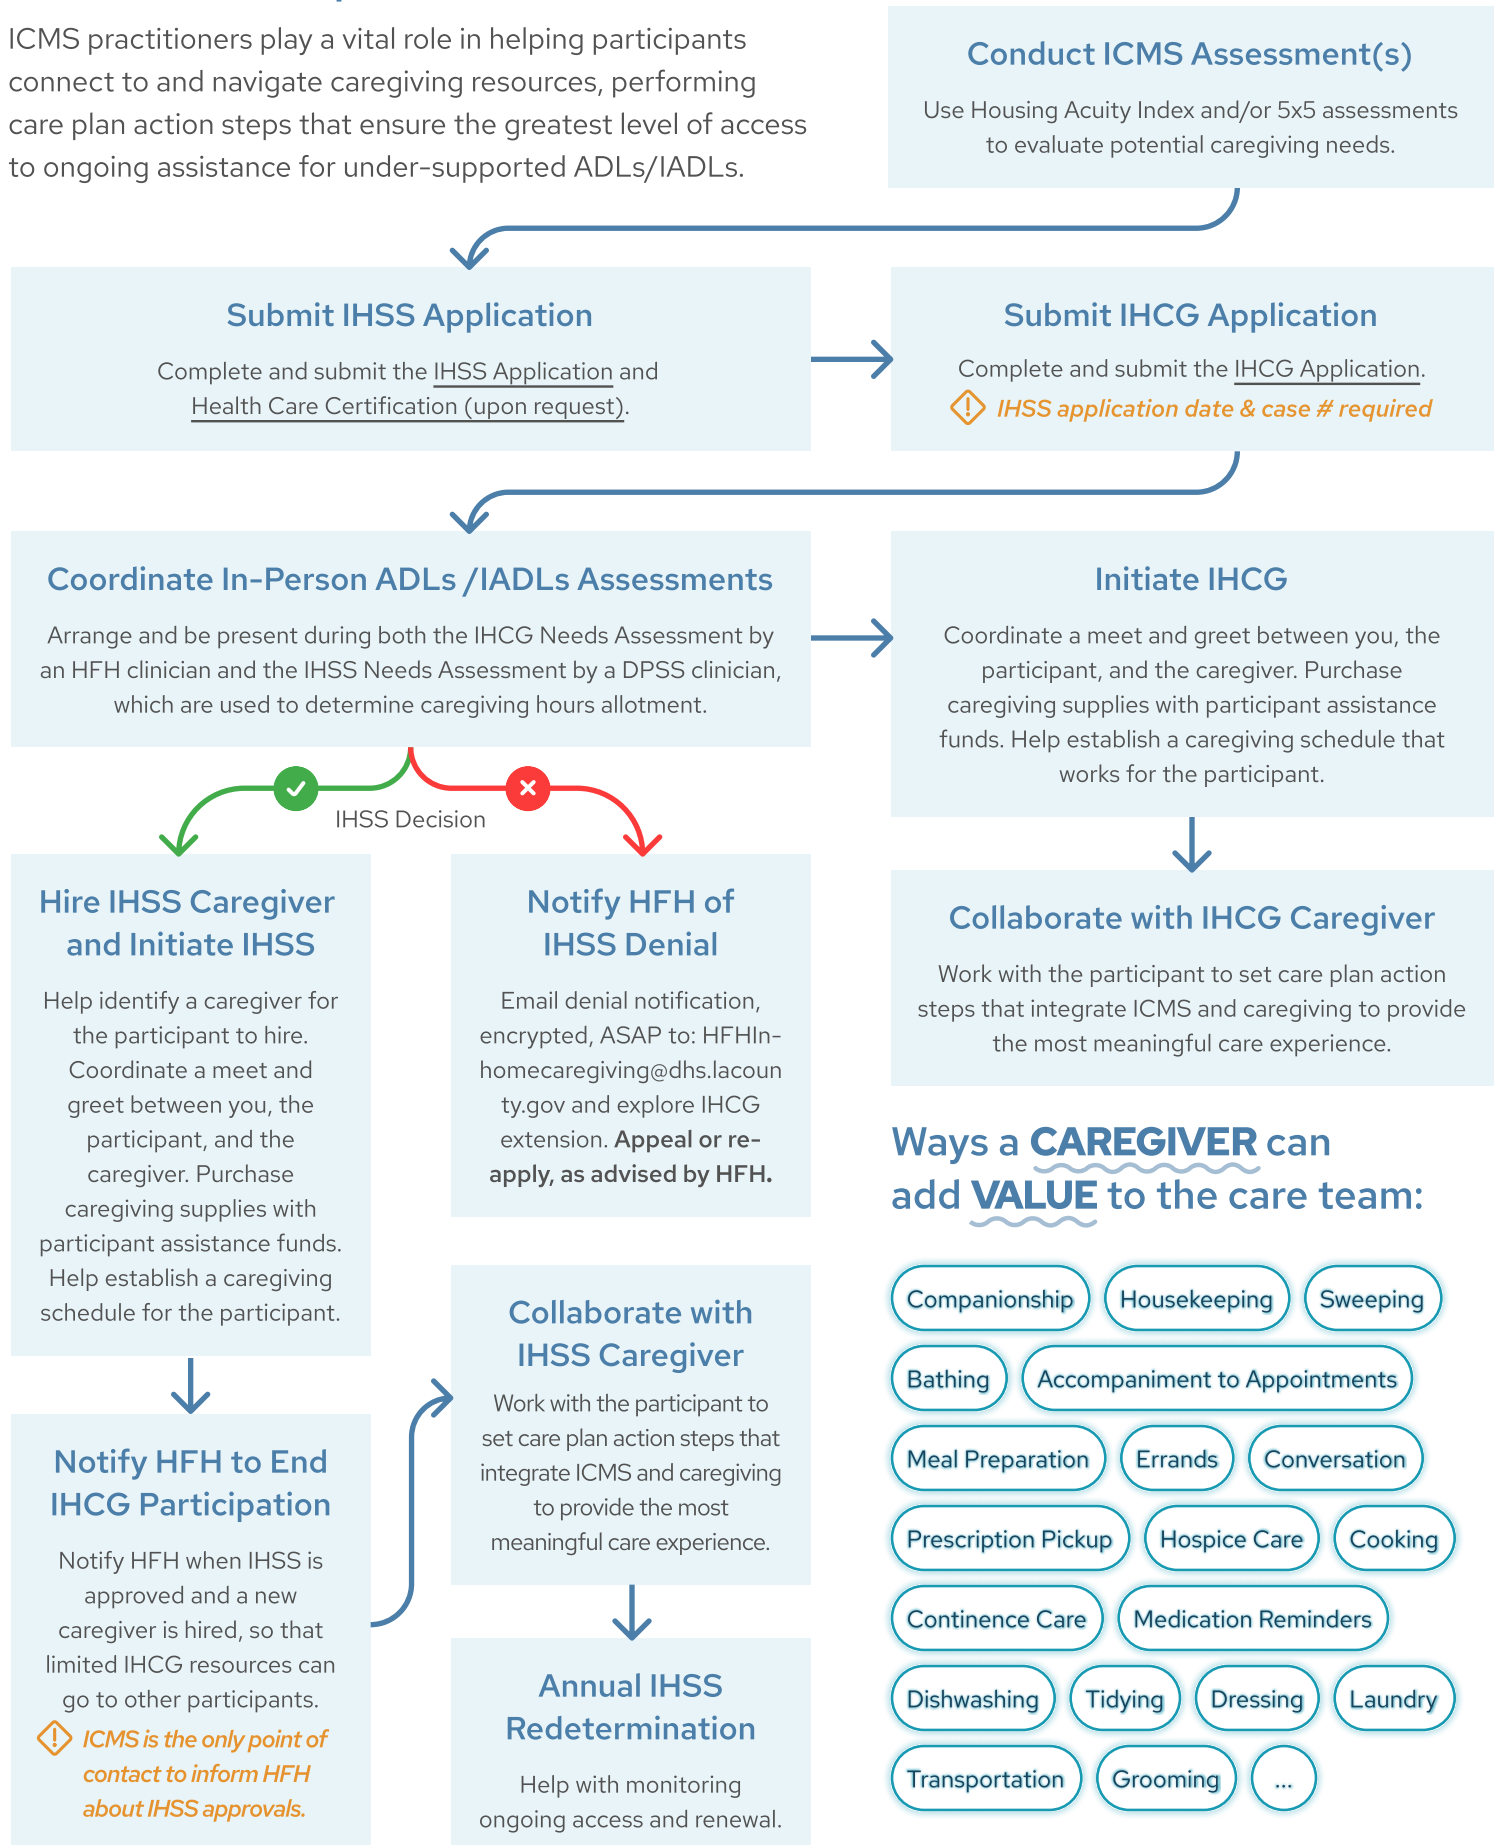 ICMS practitioners play a vital role in helping participants
connect to and navigate caregiving resources, performing
care plan action steps that ensure the greatest level of access
to ongoing assistance for under-supported ADLs/IADLs.
Conduct ICMS Assessment(s)
Use Housing Acuity Index and/or 5x5 assessments
to evaluate potential caregiving needs.
Submit IHSS Application
Complete and submit the IHSS Application and
Health Care Certification (upon request).
Submit IHCG Application
Complete and submit the IHCG Application.
IHSS application date & case # required
Coordinate In-Person ADLs /IADLs Assessments
Arrange and be present during both the IHCG Needs Assessment by
an HFH clinician and the IHSS Needs Assessment by a DPSS clinician,
which are used to determine caregiving hours allotment.
Initiate IHCG
Coordinate a meet and greet between you, the
participant, and the caregiver. Purchase
caregiving supplies with participant assistance
funds. Help establish a caregiving schedule that
works for the participant.
IHSS Decision
Hire IHSS Caregiver
and Initiate IHSS
Help identify a caregiver for
the participant to hire.
Coordinate a meet and
greet between you, the
participant, and the
caregiver. Purchase
caregiving supplies with
participant assistance funds.
Help establish a caregiving
schedule for the participant.
Notify HFH of
IHSS Denial
Email denial notification,
encrypted, ASAP to: HFHIn-
homecaregiving@dhs.lacoun
ty.gov and explore IHCG
extension. Appeal or re-
apply, as advised by HFH.
Collaborate with IHCG Caregiver
Work with the participant to set care plan action
steps that integrate ICMS and caregiving to provide
the most meaningful care experience.
Notify HFH to End
IHCG Participation
Notify HFH when IHSS is
approved and a new
caregiver is hired, so that
limited IHCG resources can
go to other participants.
ICMS is the only point of
contact to inform HFH
about IHSS approvals.
Collaborate with
IHSS Caregiver
Work with the participant to
set care plan action steps that
integrate ICMS and caregiving
to provide the most
meaningful care experience.
Annual IHSS
Redetermination
Help with monitoring
ongoing access and renewal.
Ways a CAREGIVER can
add VALUE to the care team:
Companionship Housekeeping Sweeping
Bathing Accompaniment to Appointments
Meal Preparation Errands Conversation
Prescription Pickup Hospice Care Cooking
Continence Care Medication Reminders
Dishwashing Tidying Dressing Laundry
Transportation Grooming ...